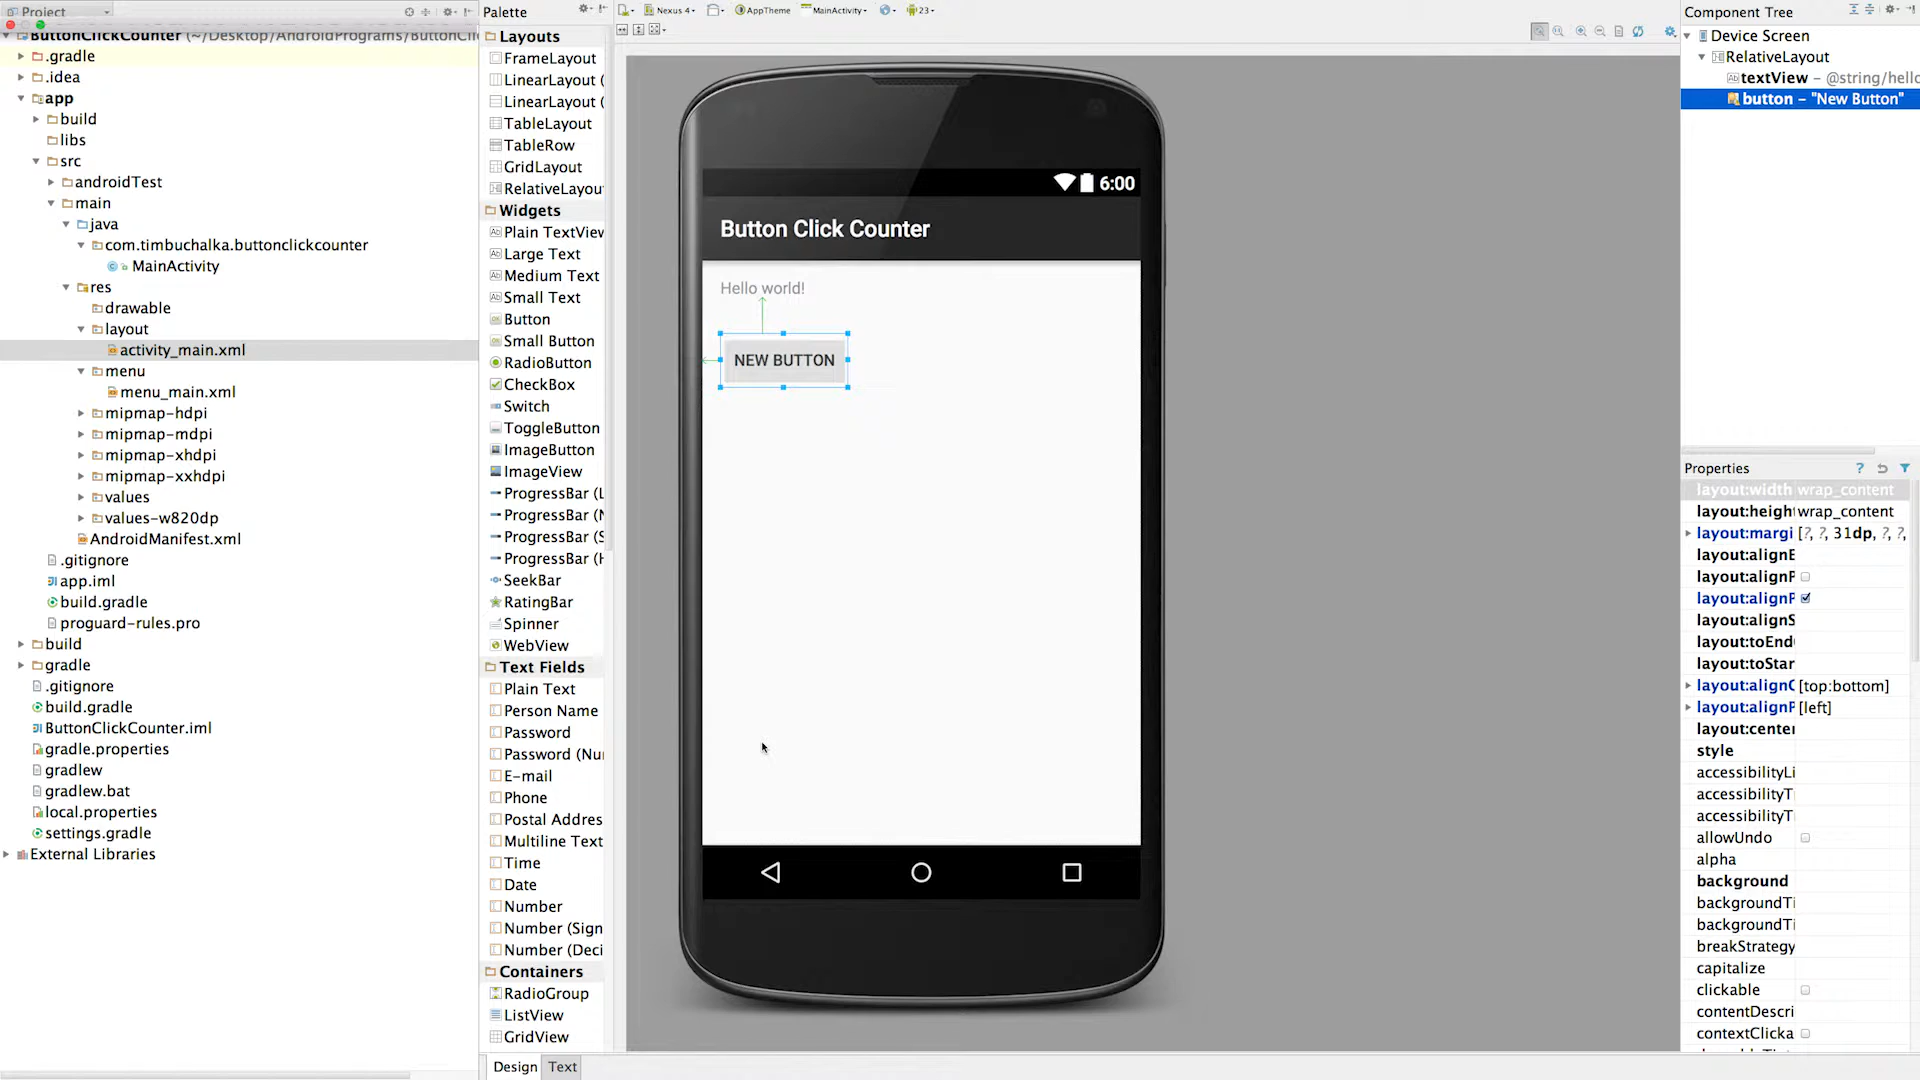 Project
ButtonClickCounter (~/Desktop/AndroidPrograms/ButtonCli
.gradle
.idea
app
build
libs
src
androidTest
main
java
com.timbuchalka.buttonclickcounter
MainActivity
res
drawable
layout
activity_main.xml
menu
menu_main.xml
mipmap-hdpi
mipmap-mdpi
mipmap-xhdpi
mipmap-xxhdpi
values
values-w820dp
AndroidManifest.xml
.gitignore
app.iml
build.gradle
proguard-rules.pro
build
gradle
.gitignore
build.gradle
ButtonClickCounter.iml
gradle.properties
gradlew
gradlew.bat
local.properties
settings.gradle
External Libraries
Palette
Layouts
FrameLayout
LinearLayout (
LinearLayout (
TableLayout
TableRow
GridLayout
RelativeLayou
Widgets
Plain TextView
Large Text
Medium Text
Small Text
Button
Small Button
RadioButton
CheckBox
Switch
ToggleButton
ImageButton
ImageView
ProgressBar (L
ProgressBar (N
ProgressBar (S
ProgressBar (H
SeekBar
RatingBar
Spinner
WebView
Text Fields
Plain Text
Person Name
Password
Password (Nu
E-mail
Phone
Postal Addres
Multiline Text
Time
Date
Number
Number (Sign
Number (Deci
Containers
RadioGroup
ListView
GridView
Design Text
Nexus 4 AppTheme MainActivity 23
6:00
Button Click Counter
Hello world!
NEW BUTTON
Component Tree
Device Screen
RelativeLayout
textView – @string/hello
button – "New Button"
Properties
layout:width wrap_content
layout:height wrap_content
layout:margi [?, ?, 31dp, ?, ?,
layout:alignE
layout:alignP
layout:alignP
layout:alignS
layout:toEnd
layout:toStar
layout:alignC [top:bottom]
layout:alignP [left]
layout:center
style
accessibilityLi
accessibilityT
accessibilityT
allowUndo
alpha
background
backgroundTi
backgroundTi
breakStrategy
capitalize
clickable
contentDescri
contextClicka